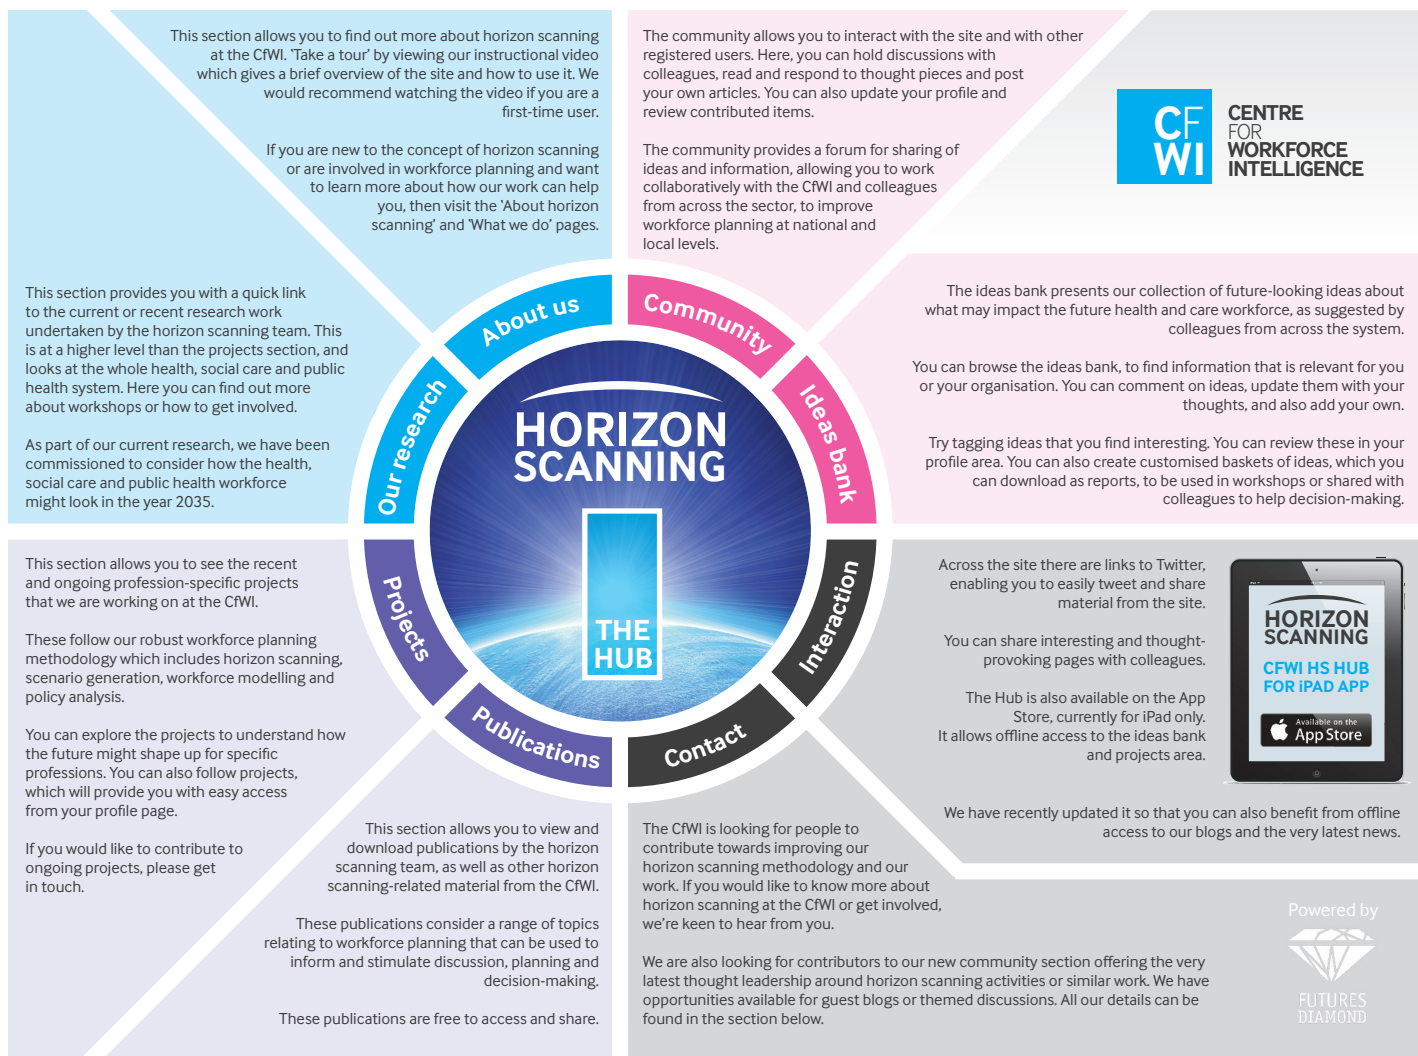 This section allows you to find out more about horizon scanning
at the CfWI. ‘Take a tour’ by viewing our instructional video
which gives a brief overview of the site and how to use it. We
would recommend watching the video if you are a
first-time user.
If you are new to the concept of horizon scanning
or are involved in workforce planning and want
to learn more about how our work can help
you, then visit the ‘About horizon
scanning’ and ‘What we do’ pages.
The community allows you to interact with the site and with other
registered users. Here, you can hold discussions with
colleagues, read and respond to thought pieces and post
your own articles. You can also update your profile and
review contributed items.
The community provides a forum for sharing of
ideas and information, allowing you to work
collaboratively with the CfWI and colleagues
from across the sector, to improve
workforce planning at national and
local levels.
CF
WI
CENTRE
FOR
WORKFORCE
INTELLIGENCE
This section provides you with a quick link
to the current or recent research work
undertaken by the horizon scanning team. This
is at a higher level than the projects section, and
looks at the whole health, social care and public
health system. Here you can find out more
about workshops or how to get involved.
As part of our current research, we have been
commissioned to consider how the health,
social care and public health workforce
might look in the year 2035.
About us
Community
Our research
Ideas bank
HORIZON
SCANNING
THE
HUB
Projects
Interaction
Publications
Contact
The ideas bank presents our collection of future-looking ideas about
what may impact the future health and care workforce, as suggested by
colleagues from across the system.
You can browse the ideas bank, to find information that is relevant for you
or your organisation. You can comment on ideas, update them with your
thoughts, and also add your own.
Try tagging ideas that you find interesting. You can review these in your
profile area. You can also create customised baskets of ideas, which you
can download as reports, to be used in workshops or shared with
colleagues to help decision-making.
This section allows you to see the recent
and ongoing profession-specific projects
that we are working on at the CfWI.
These follow our robust workforce planning
methodology which includes horizon scanning,
scenario generation, workforce modelling and
policy analysis.
You can explore the projects to understand how
the future might shape up for specific
professions. You can also follow projects,
which will provide you with easy access
from your profile page.
If you would like to contribute to
ongoing projects, please get
in touch.
Across the site there are links to Twitter,
enabling you to easily tweet and share
material from the site.
You can share interesting and thought-
provoking pages with colleagues.
The Hub is also available on the App
Store, currently for iPad only.
It allows offline access to the ideas bank
and projects area.
We have recently updated it so that you can also benefit from offline
access to our blogs and the very latest news.
HORIZON
SCANNING
CFWI HS HUB
FOR iPAD APP
Available on the
App Store
This section allows you to view and
download publications by the horizon
scanning team, as well as other horizon
scanning-related material from the CfWI.
These publications consider a range of topics
relating to workforce planning that can be used to
inform and stimulate discussion, planning and
decision-making.
These publications are free to access and share.
The CfWI is looking for people to
contribute towards improving our
horizon scanning methodology and our
work. If you would like to know more about
horizon scanning at the CfWI or get involved,
we’re keen to hear from you.
We are also looking for contributors to our new community section offering the very
latest thought leadership around horizon scanning activities or similar work. We have
opportunities available for guest blogs or themed discussions. All our details can be
found in the section below.
Powered by
FUTURES
DIAMOND